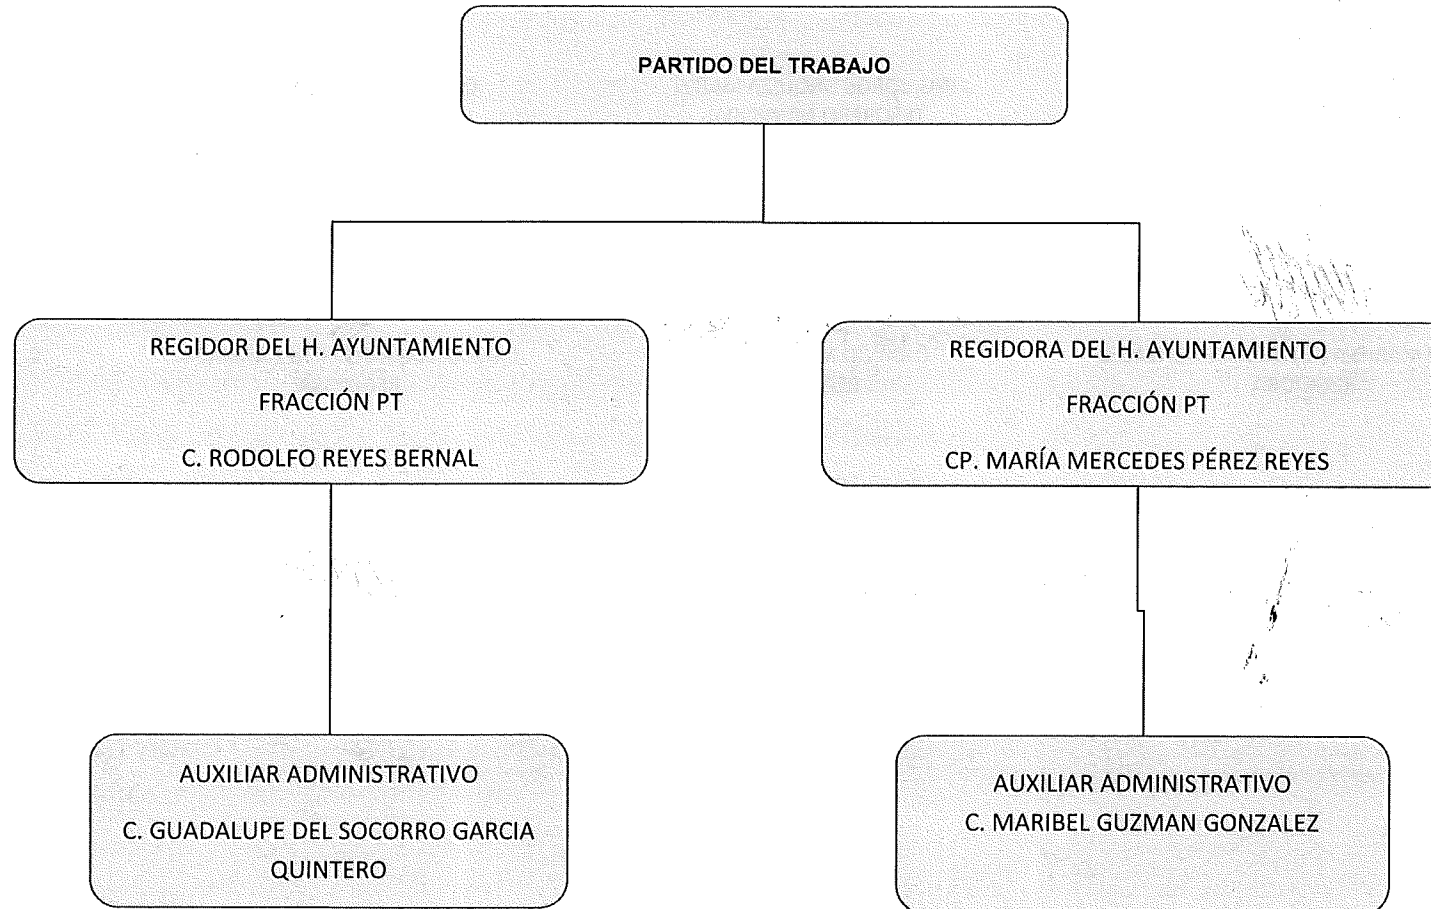 PARTIDO DEL TRABAJO
REGIDOR DEL H. AYUNTAMIENTO
FRACCIÓN PT
C. RODOLFO REYES BERNAL
REGIDORA DEL H. AYUNTAMIENTO
FRACCIÓN PT
CP. MARÍA MERCEDES PÉREZ REYES
AUXILIAR ADMINISTRATIVO
C. GUADALUPE DEL SOCORRO GARCIA
QUINTERO
AUXILIAR ADMINISTRATIVO
C. MARIBEL GUZMAN GONZALEZ